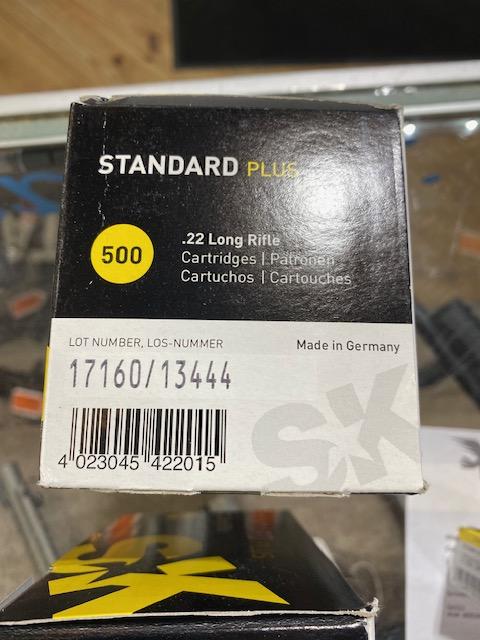 STANDARD PLUS
500
.22 Long Rifle
Cartridges | Patronen
Cartuchos | Cartouches
LOT NUMBER, LOS-NUMMER
Made in Germany
17160/13444
SK
4 023045 422015
SK